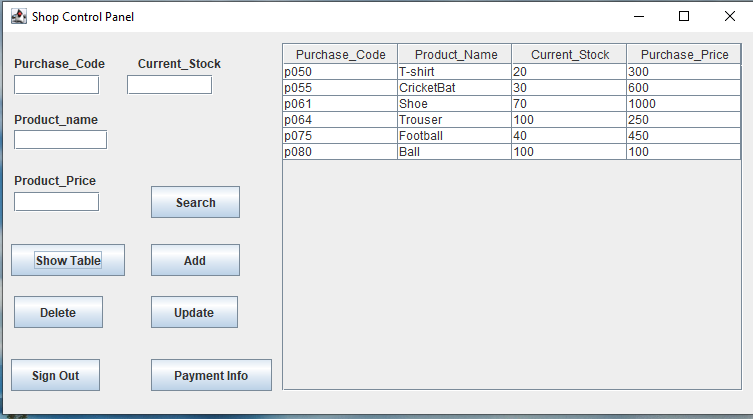 Shop Control Panel
Purchase_Code Current_Stock
Product_name
Product_Price
Search
Show Table Add
Delete Update
Sign Out Payment Info
Purchase_Code Product_Name Current_Stock Purchase_Price
p050 T-shirt 20 300
p055 CricketBat 30 600
p061 Shoe 70 1000
p064 Trouser 100 250
p075 Football 40 450
p080 Ball 100 100